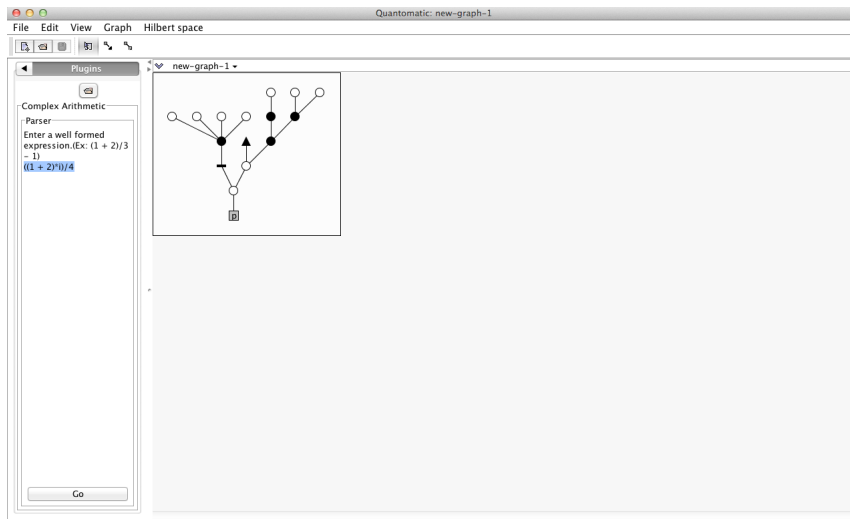 Quantomatic: new-graph-1
File Edit View Graph Hilbert space
Plugins
new-graph-1
Complex Arithmetic
Parser
Enter a well formed
expression.(Ex: (1 + 2)/3
- 1)
((1 + 2)*i)/4
p
Go